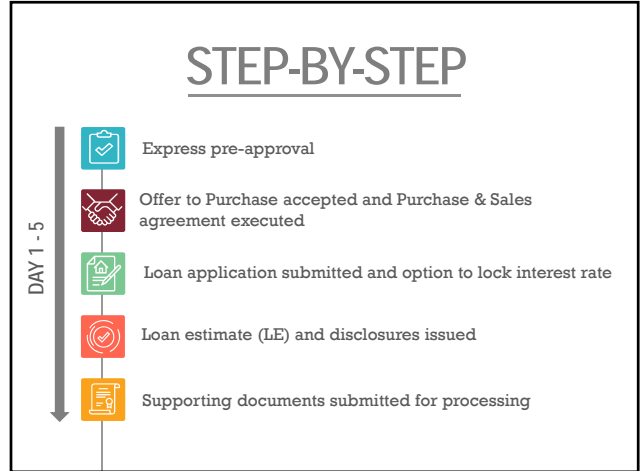 STEP-BY-STEP
DAY 1 - 5
Express pre-approval
Offer to Purchase accepted and Purchase & Sales
agreement executed
Loan application submitted and option to lock interest rate
Loan estimate (LE) and disclosures issued
Supporting documents submitted for processing